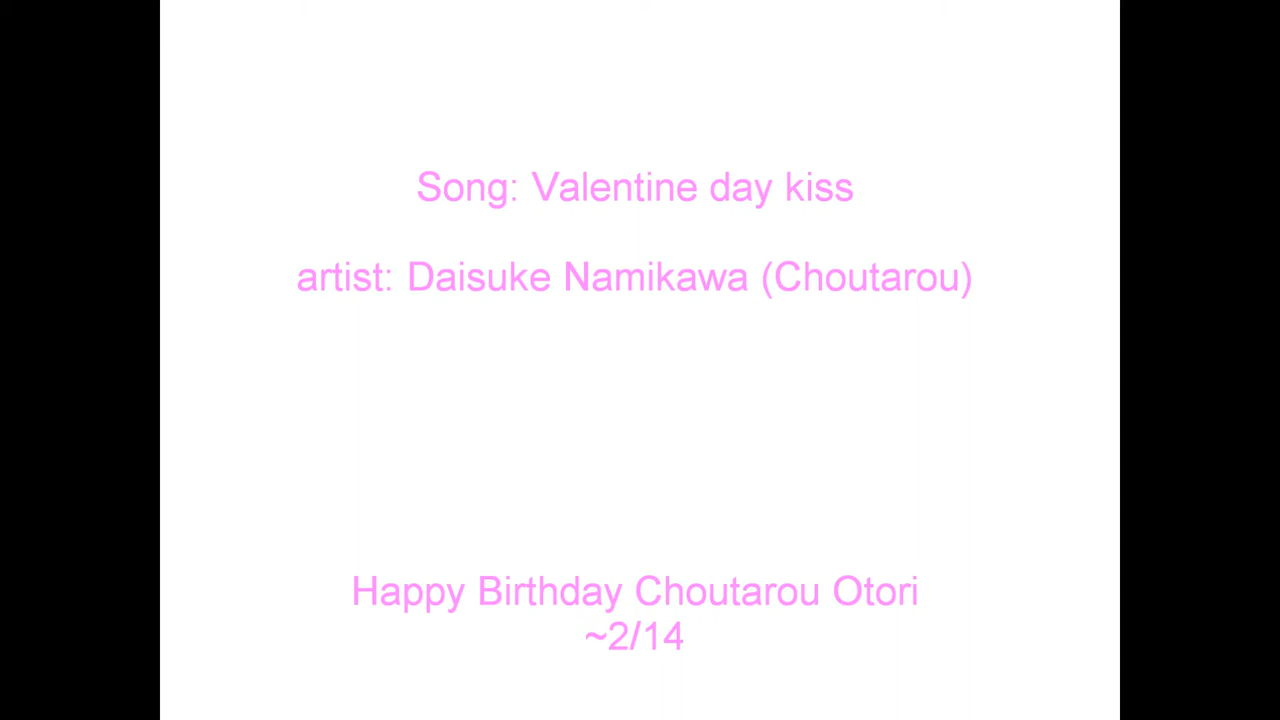 Song: Valentine day kiss
artist: Daisuke Namikawa (Choutarou)
Happy Birthday Choutarou Otori
~2/14